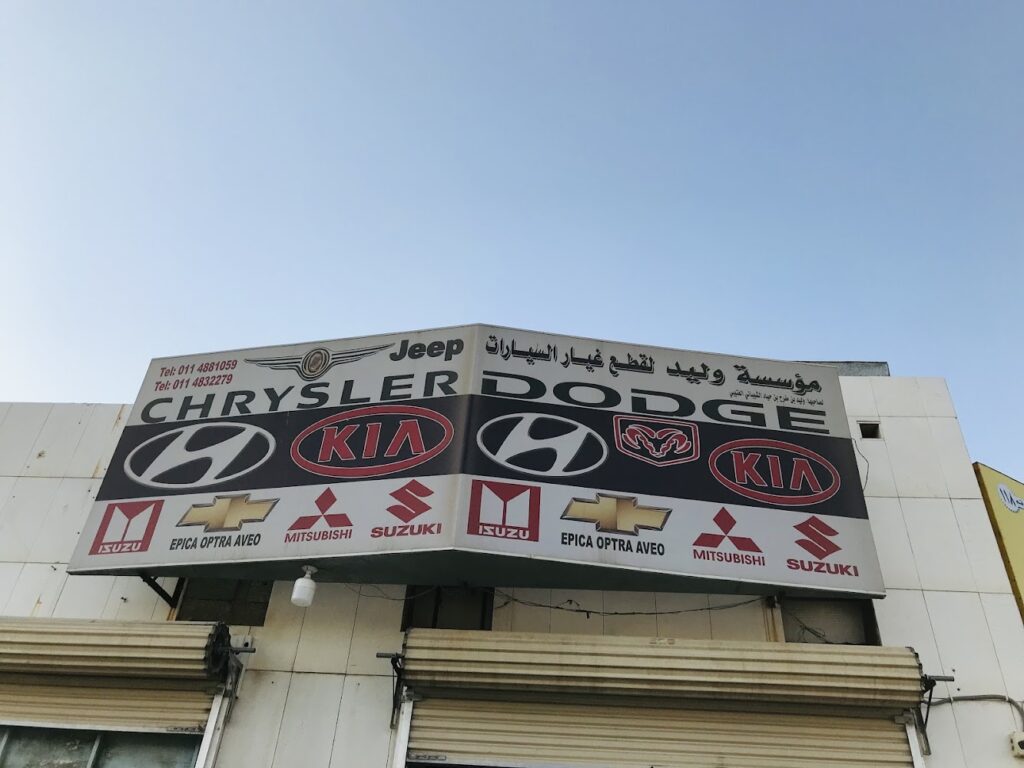 Tel: 011 4881059
Tel: 011 4832279
Jeep
CHRYSLER
KIA
ISUZU
EPICA OPTRA AVEO
MITSUBISHI
SUZUKI
مؤسسة وليد لقطع غيار السيارات
DODGE
KIA
ISUZU
EPICA OPTRA AVEO
MITSUBISHI
SUZUKI